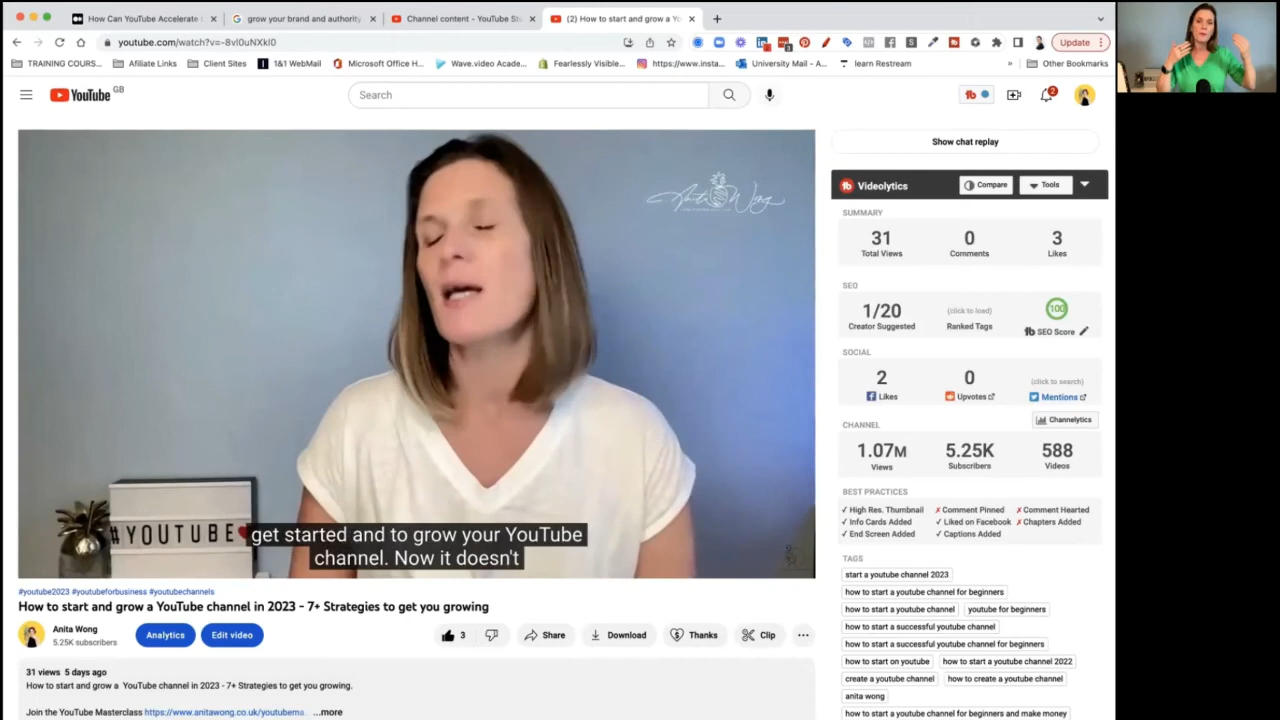 How Can YouTube Accelerate
grow your brand and authority
Channel content - YouTube St
(2) How to start and grow a Yo
youtube.com/watch?v=-8vl0uNXkl0
Update
TRAINING COURS...
Affiliate Links
Client Sites
1&1 WebMail
Microsoft Office H...
Wave.video Acade...
Fearlessly Visible...
https://www.insta...
University Mail - A...
learn Restream
»
Other Bookmarks
YouTube GB
Search
2
Show chat replay
Anita Wong
Videolytics
Compare
Tools
SUMMARY
31 0 3
Total Views Comments Likes
SEO
1/20 (click to load) 100
Creator Suggested Ranked Tags SEO Score
SOCIAL
2 0 (click to search)
Likes Upvotes Mentions
Channelytics
CHANNEL
1.07M 5.25K 588
Views Subscribers Videos
BEST PRACTICES
✓ High Res. Thumbnail ✗ Comment Pinned ✗ Comment Hearted
✓ Info Cards Added ✓ Liked on Facebook ✗ Chapters Added
✓ End Screen Added ✓ Captions Added
TAGS
start a youtube channel 2023
how to start a youtube channel for beginners
how to start a youtube channel youtube for beginners
how to start a successful youtube channel
how to start a successful youtube channel for beginners
how to start on youtube how to start a youtube channel 2022
create a youtube channel how to create a youtube channel
anita wong
how to start a youtube channel for beginners and make money
#YOUTUBE
get started and to grow your YouTube
channel. Now it doesn't
#youtube2023 #youtubeforbusiness #youtubechannels
How to start and grow a YouTube channel in 2023 - 7+ Strategies to get you growing
Anita Wong
5.25K subscribers
Analytics
Edit video
3
Share
Download
Thanks
Clip
31 views 5 days ago
How to start and grow a YouTube channel in 2023 - 7+ Strategies to get you growing.
Join the YouTube Masterclass https://www.anitawong.co.uk/youtubema... ...more